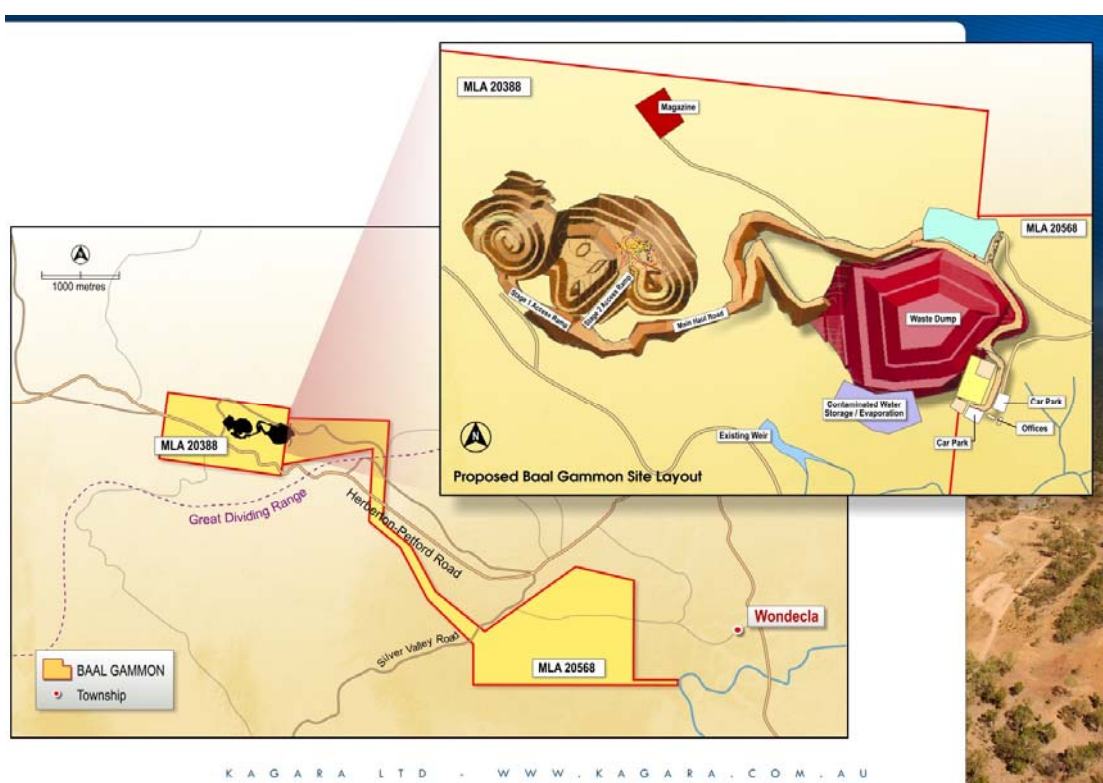 MLA 20388
Magazine
MLA 20568
Stage 1 Access Ramp
Stage 2 Access Ramp
Main Haul Road
Waste Dump
Contaminated Water
Storage / Evaporation
Car Park
Offices
Car Park
Existing Weir
N
Proposed Baal Gammon Site Layout
1000 metres
MLA 20388
Great Dividing Range
Herberton-Petford Road
Silver Valley Road
MLA 20568
Wondecla
BAAL GAMMON
Township
KAGARA LTD - WWW.KAGARA.COM.AU